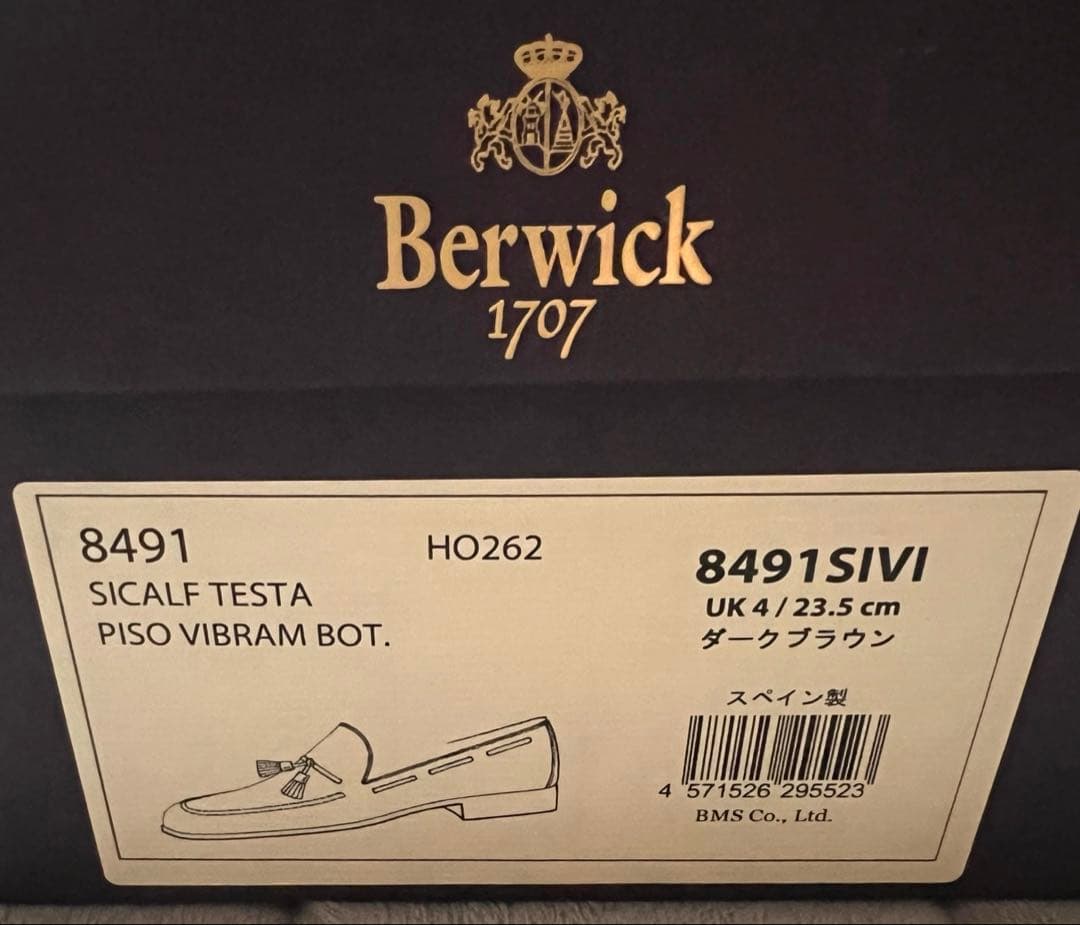 Berwick
1707
8491
HO262
SICALF TESTA
PISO VIBRAM BOT.
8491SIVI
UK 4 / 23.5 cm
ダークブラウン
スペイン製
4 571526 295523
BMS Co., Ltd.